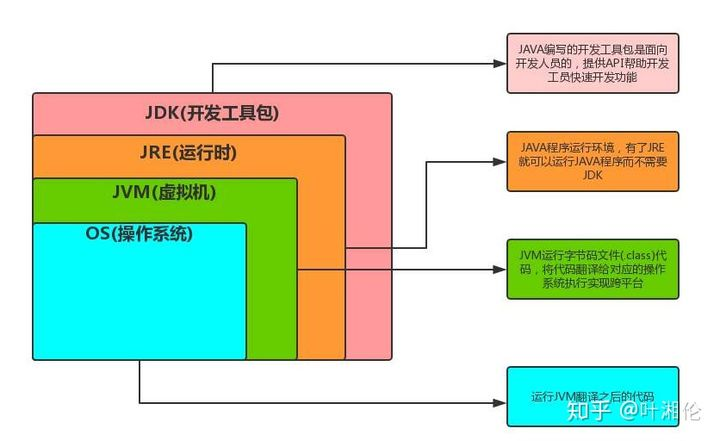 JAVA编写的开发工具包是面向
开发人员的，提供API帮助开发
工员快速开发功能
JDK(开发工具包)
JRE(运行时)
JAVA程序运行环境，有了JRE
就可以运行JAVA程序而不需要
JDK
JVM(虚拟机)
OS(操作系统)
JVM运行字节码文件(.class)代
码，将代码翻译给对应的操作
系统执行实现跨平台
运行JVM翻译之后的代码
知乎 @叶湘伦